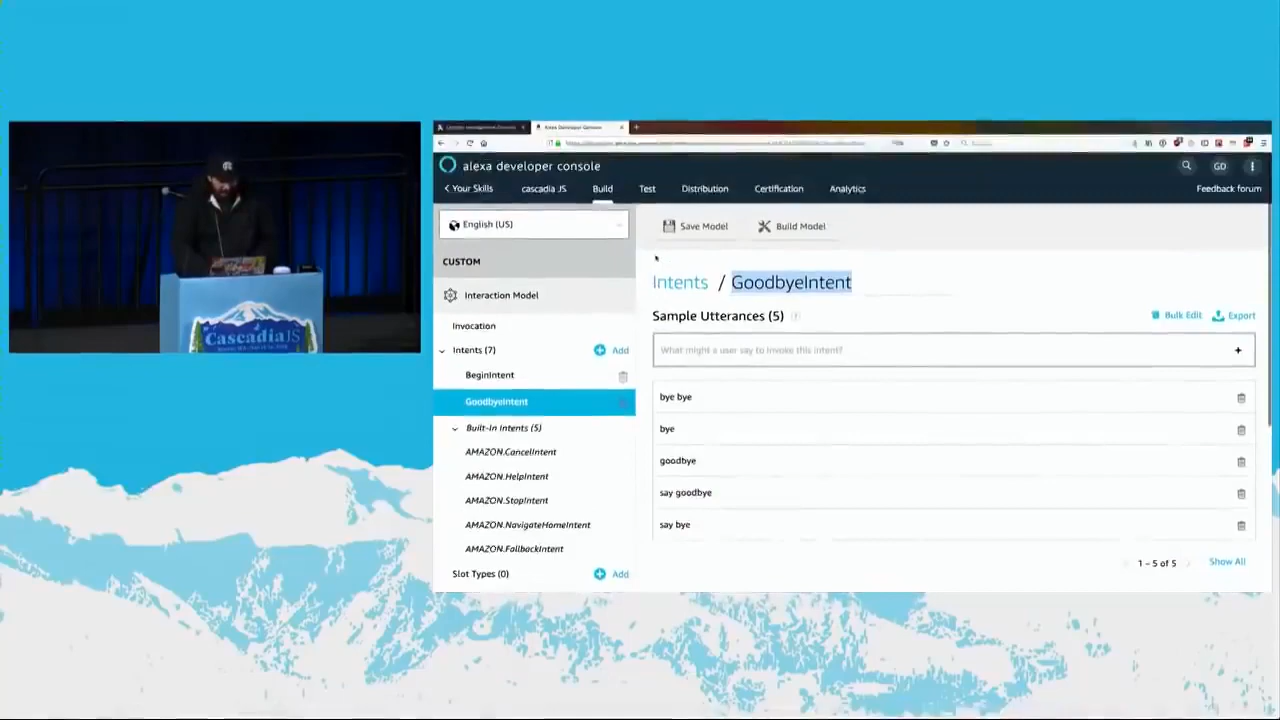 alexa developer console
GD
Your Skills
cascadia JS
Build
Test
Distribution
Certification
Analytics
Feedback forum
English (US)
Save Model
Build Model
CUSTOM
Interaction Model
Intents / GoodbyeIntent
Sample Utterances (5)
Bulk Edit
Export
Invocation
Intents (7)
Add
What might a user say to invoke this intent?
BeginIntent
GoodbyeIntent
Built-In Intents (5)
AMAZON.CancelIntent
AMAZON.HelpIntent
AMAZON.StopIntent
AMAZON.NavigateHomeIntent
AMAZON.FallbackIntent
Slot Types (0)
Add
bye bye
bye
goodbye
say goodbye
say bye
1 – 5 of 5
Show All
CascadiaJS